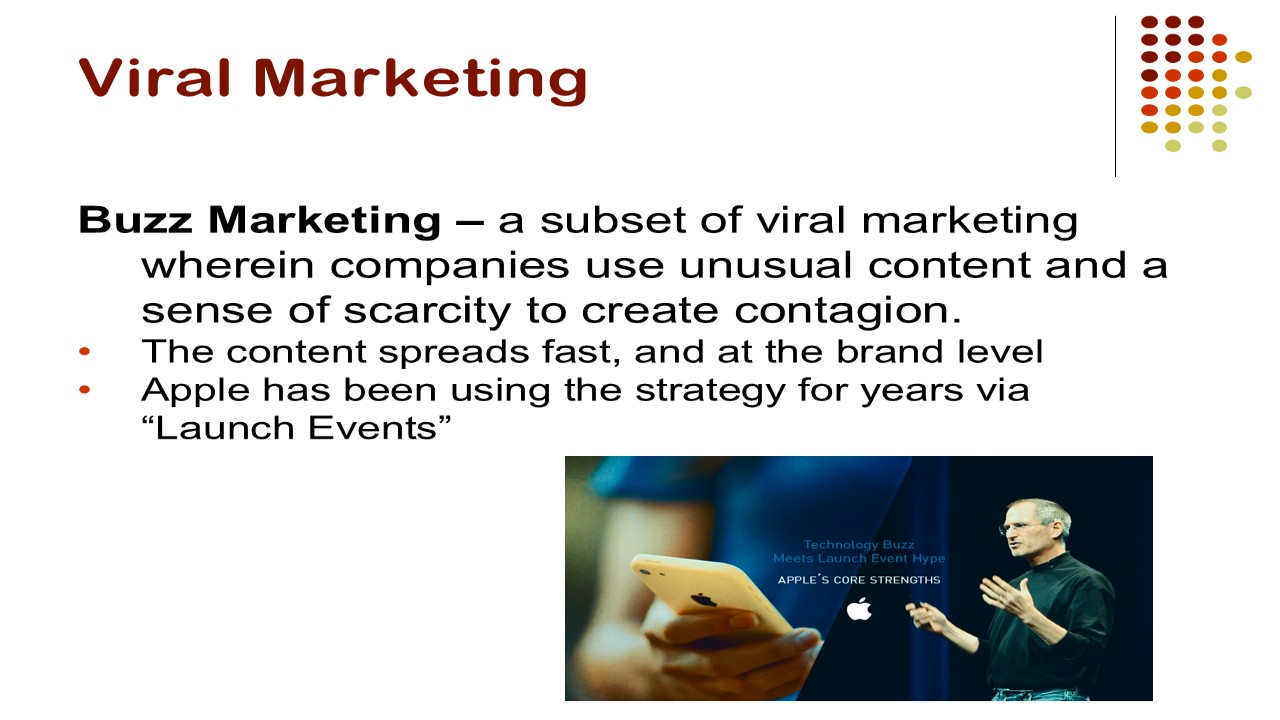 Viral Marketing
Buzz Marketing – a subset of viral marketing
wherein companies use unusual content and a
sense of scarcity to create contagion.
• The content spreads fast, and at the brand level
• Apple has been using the strategy for years via
“Launch Events”
Technology Buzz
Meets Launch Event Hype
APPLE'S CORE STRENGTHS